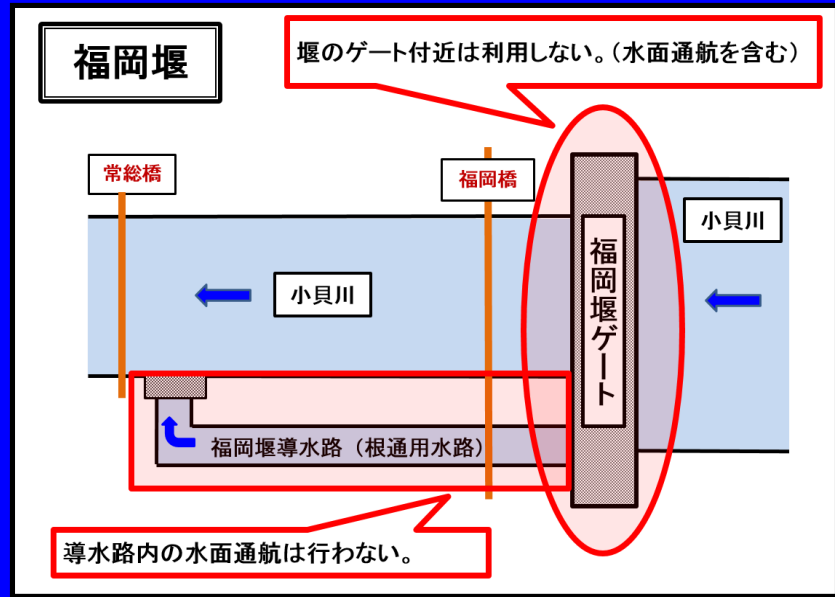 福岡堰
堰のゲート付近は利用しない。（水面通航を含む）
常総橋
福岡橋
小貝川
小貝川
福岡堰ゲート
福岡堰導水路（根通用水路）
導水路内の水面通航は行わない。